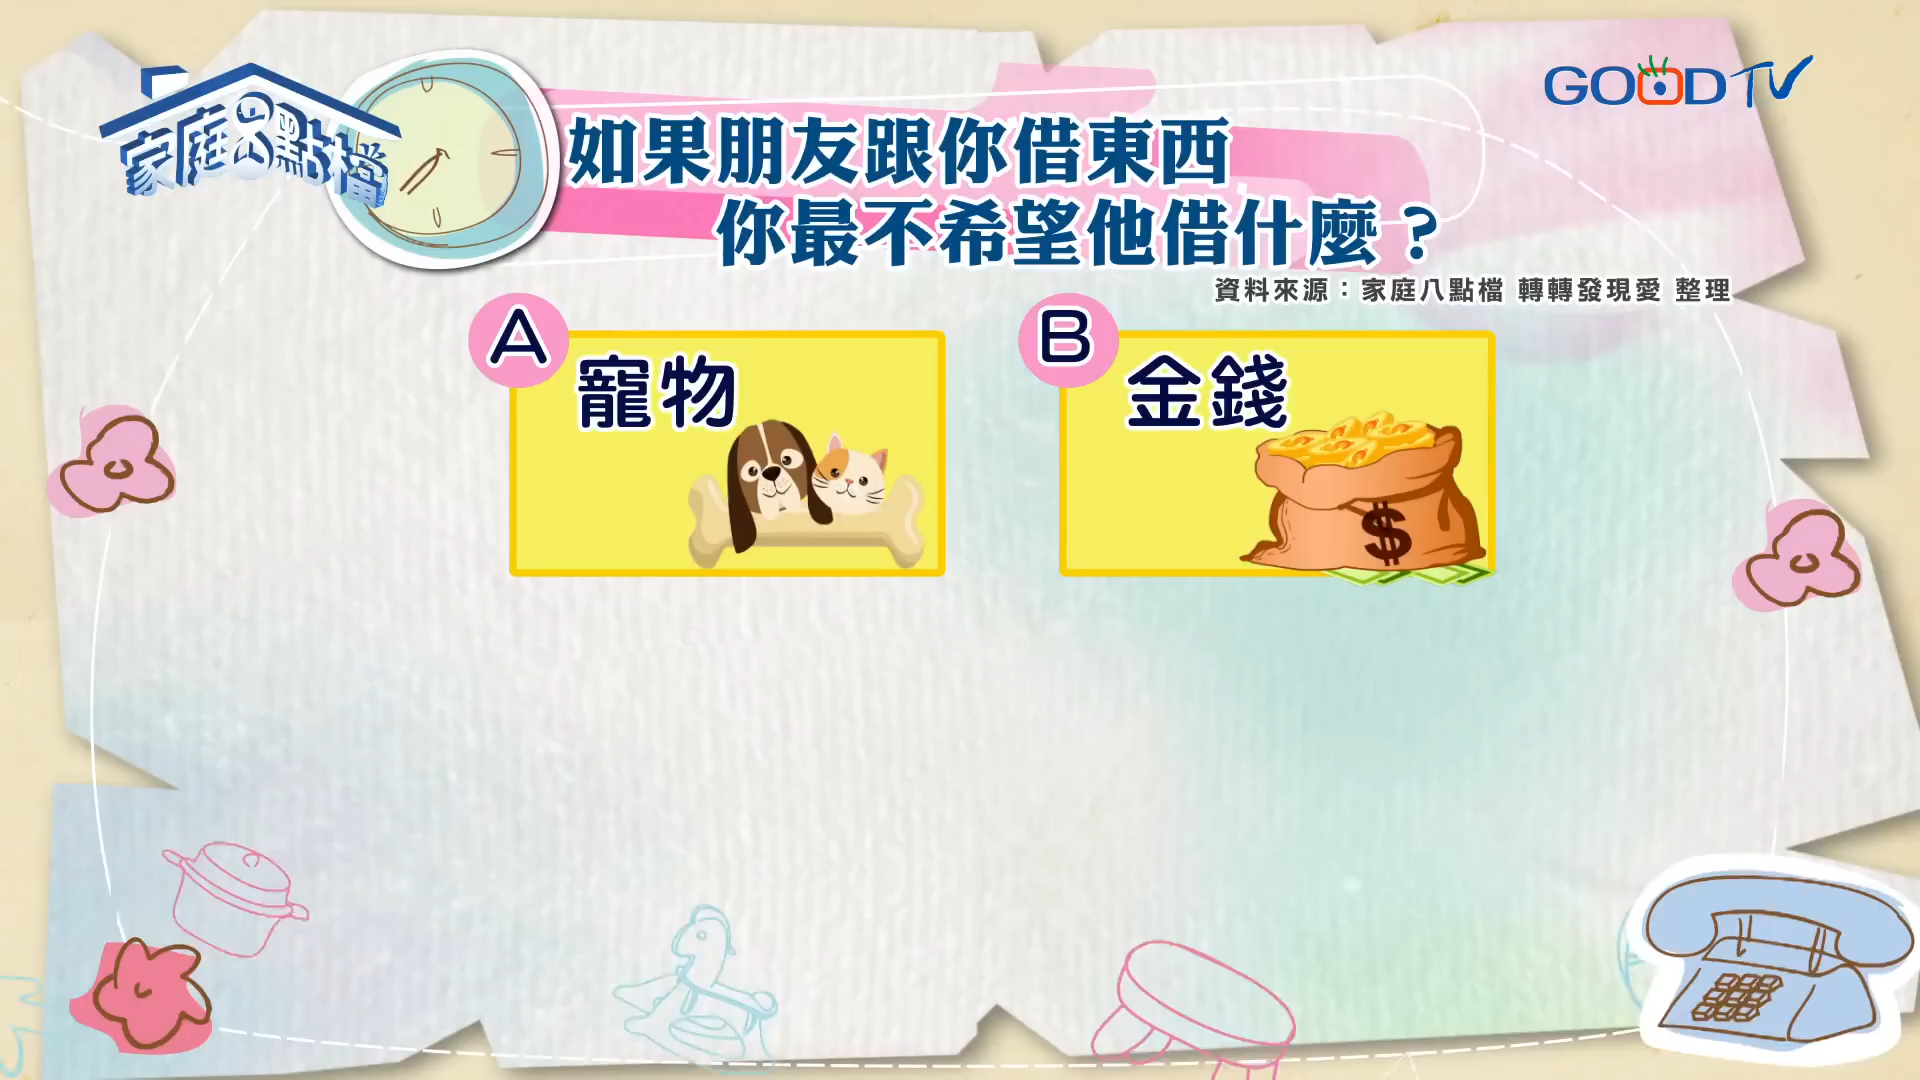 家庭8點檔
GOODTV
如果朋友跟你借東西
你最不希望他借什麼？
資料來源：家庭八點檔 轉轉發現愛 整理
A
寵物
B
金錢
$